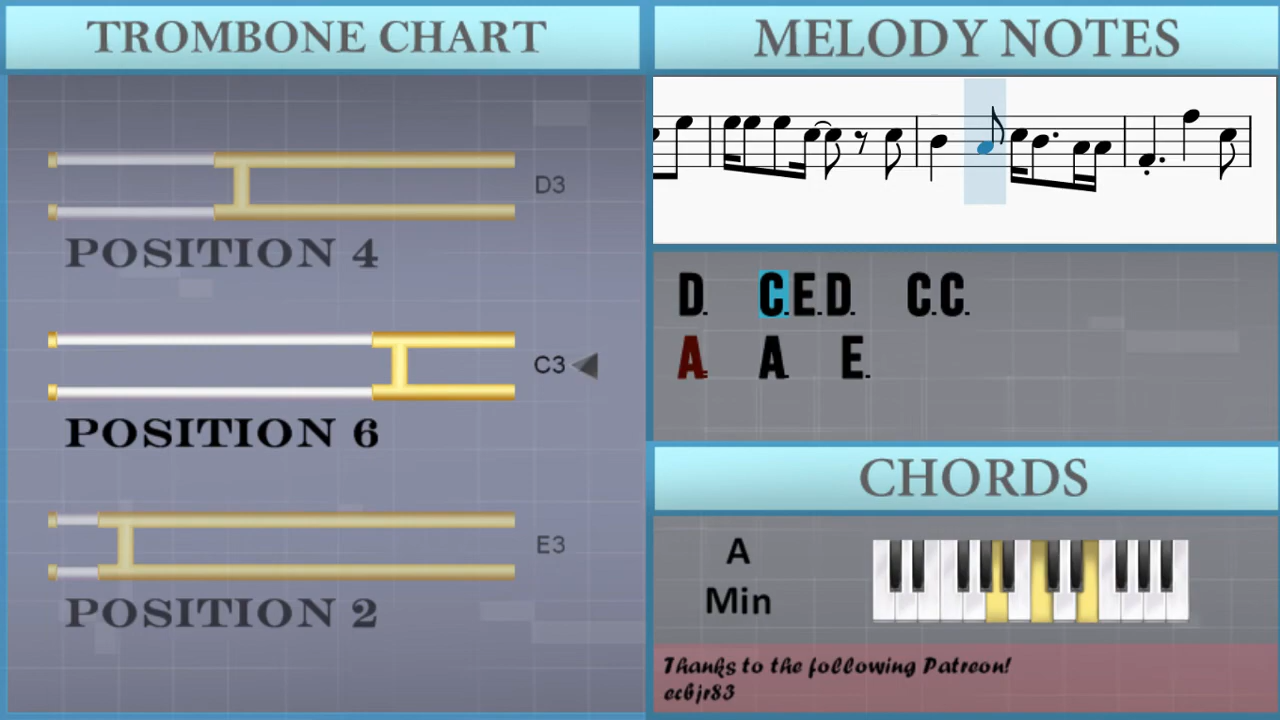 TROMBONE CHART
D3
POSITION 4
C3
POSITION 6
E3
POSITION 2
MELODY NOTES
D. C.E.D. C.C.
A. A. E.
CHORDS
A
Min
Thanks to the following Patreon!
ecbjr83